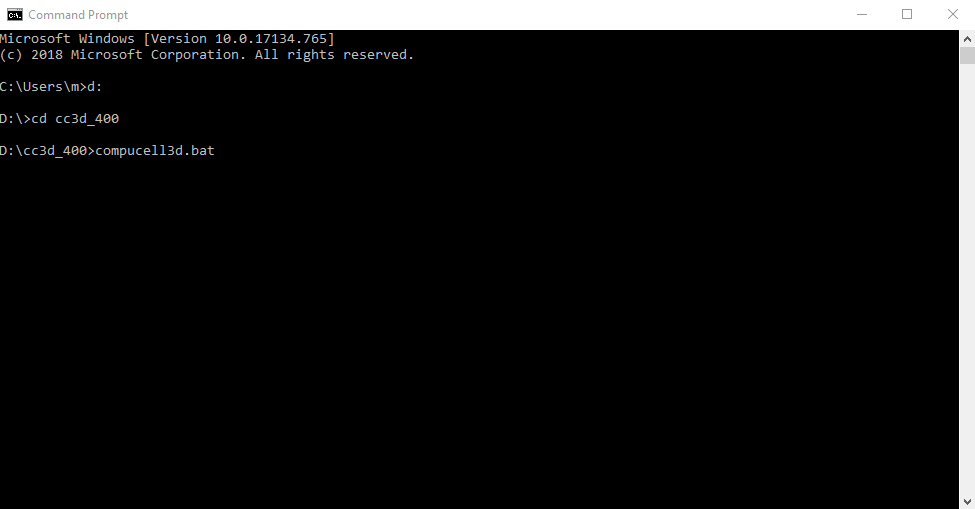 Command Prompt
Microsoft Windows [Version 10.0.17134.765]
(c) 2018 Microsoft Corporation. All rights reserved.
C:\Users\m>d:
D:\>cd cc3d_400
D:\cc3d_400>compucell3d.bat